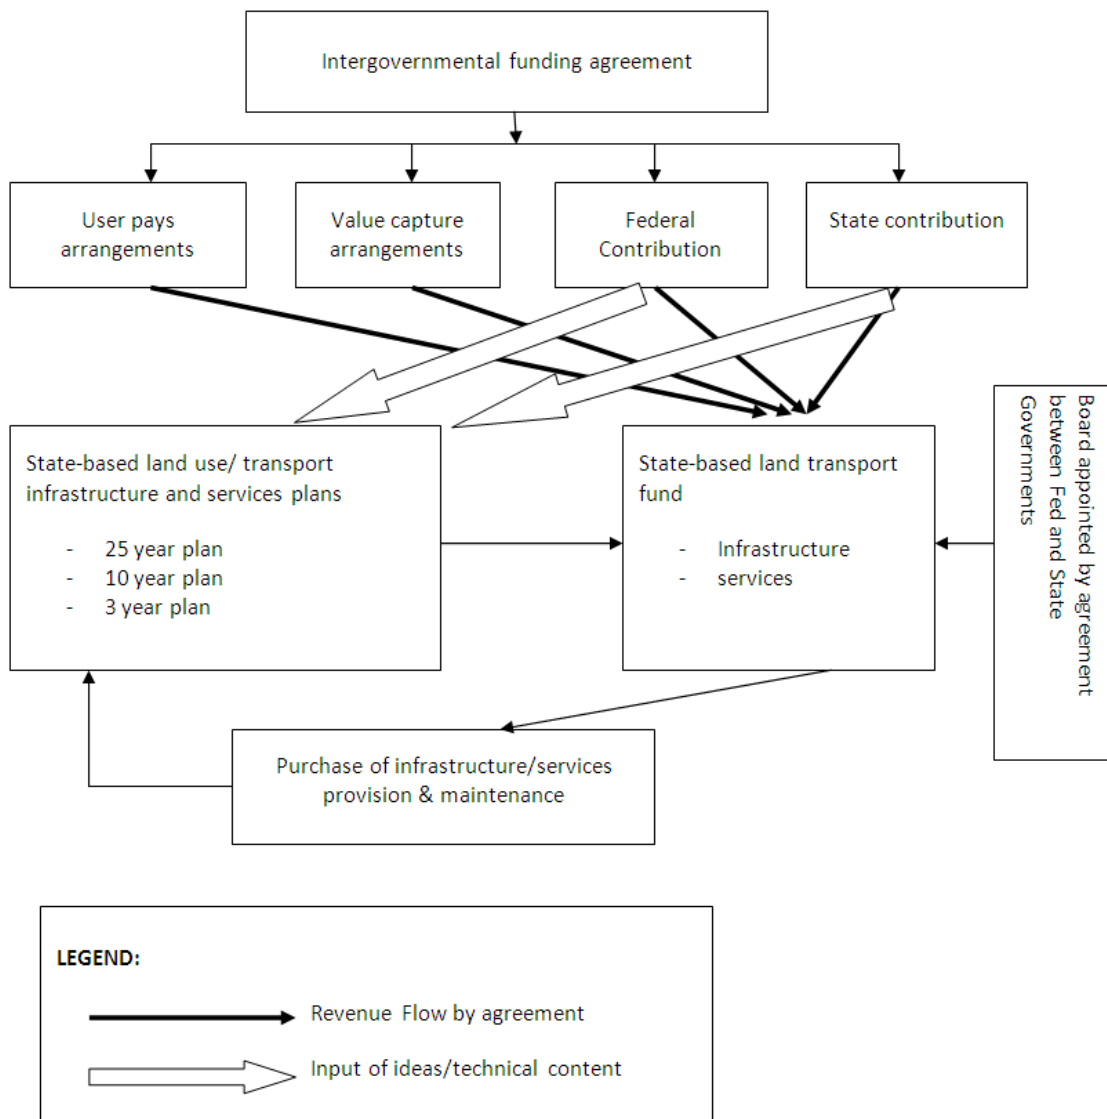 Intergovernmental funding agreement
User pays
arrangements
Value capture
arrangements
Federal
Contribution
State contribution
State-based land use/ transport
infrastructure and services plans
- 25 year plan
- 10 year plan
- 3 year plan
State-based land transport
fund
- Infrastructure
- services
Board appointed by agreement
between Fed and State
Governments
Purchase of infrastructure/services
provision & maintenance
LEGEND:
Revenue Flow by agreement
Input of ideas/technical content